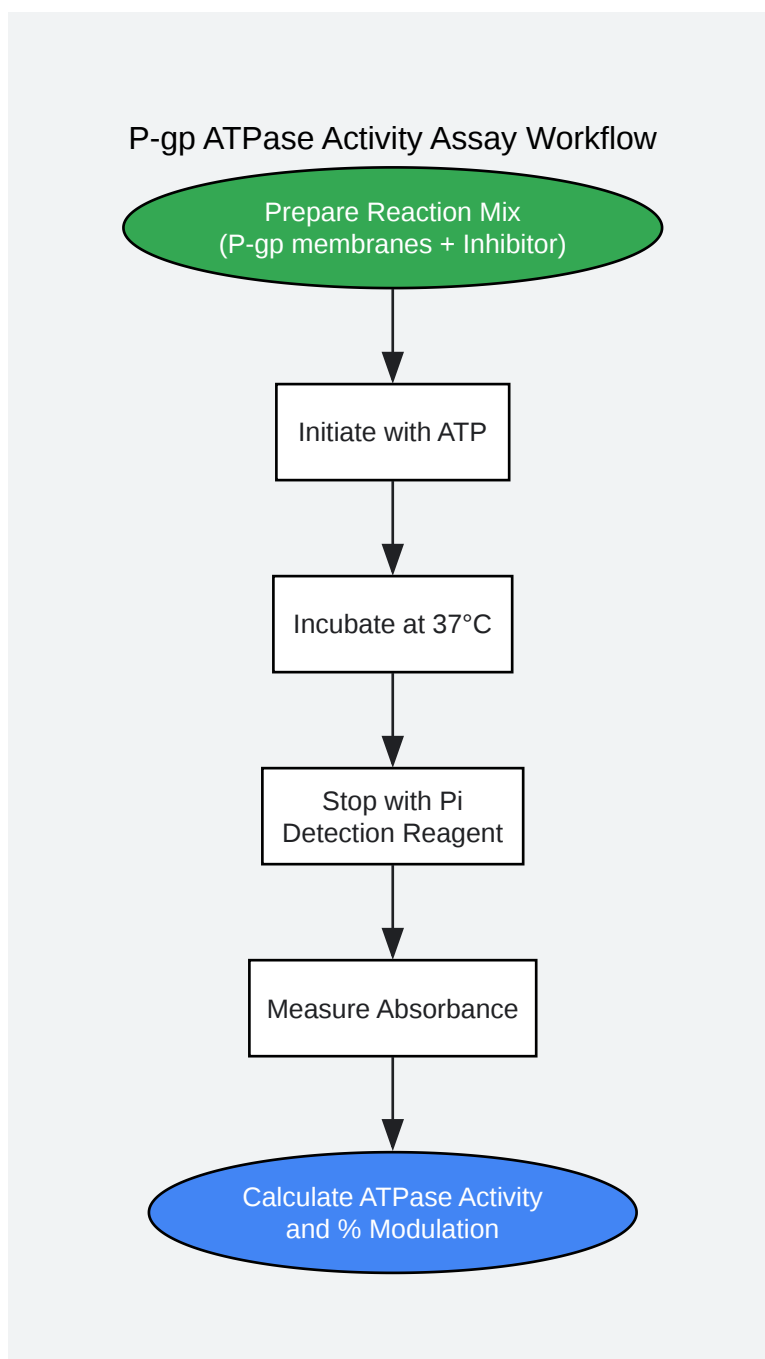 P-gp ATPase Activity Assay Workflow
Prepare Reaction Mix
(P-gp membranes + Inhibitor)
Initiate with ATP
Incubate at 37°C
Stop with Pi
Detection Reagent
Measure Absorbance
Calculate ATPase Activity
and % Modulation